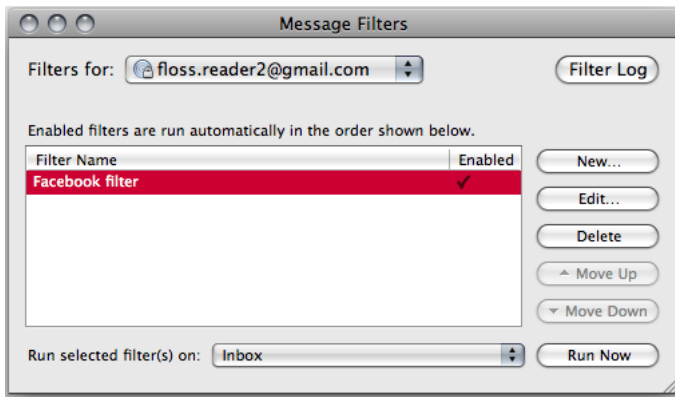 Message Filters
Filters for: floss.reader2@gmail.com Filter Log
Enabled filters are run automatically in the order shown below.
Filter Name Enabled New...
Facebook filter
Edit...
Delete
Move Up
Move Down
Run selected filter(s) on: Inbox Run Now